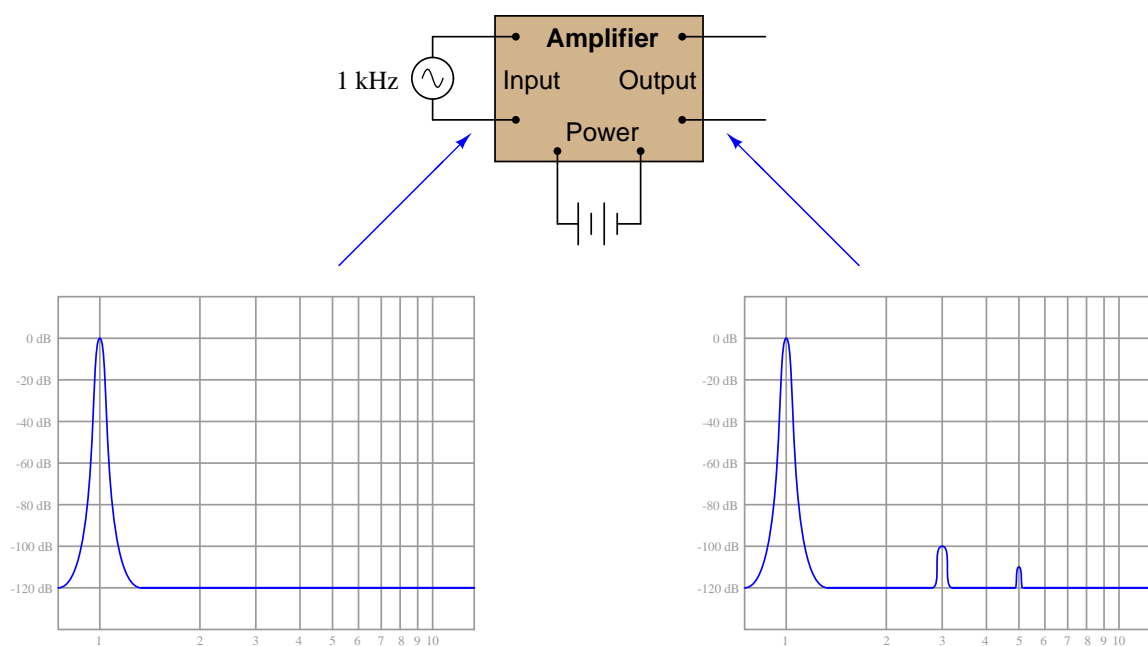 Amplifier
1 kHz
Input Output
Power
0 dB
-20 dB
-40 dB
-60 dB
-80 dB
-100 dB
-120 dB
1 2 3 4 5 6 7 8 9 10
0 dB
-20 dB
-40 dB
-60 dB
-80 dB
-100 dB
-120 dB
1 2 3 4 5 6 7 8 9 10